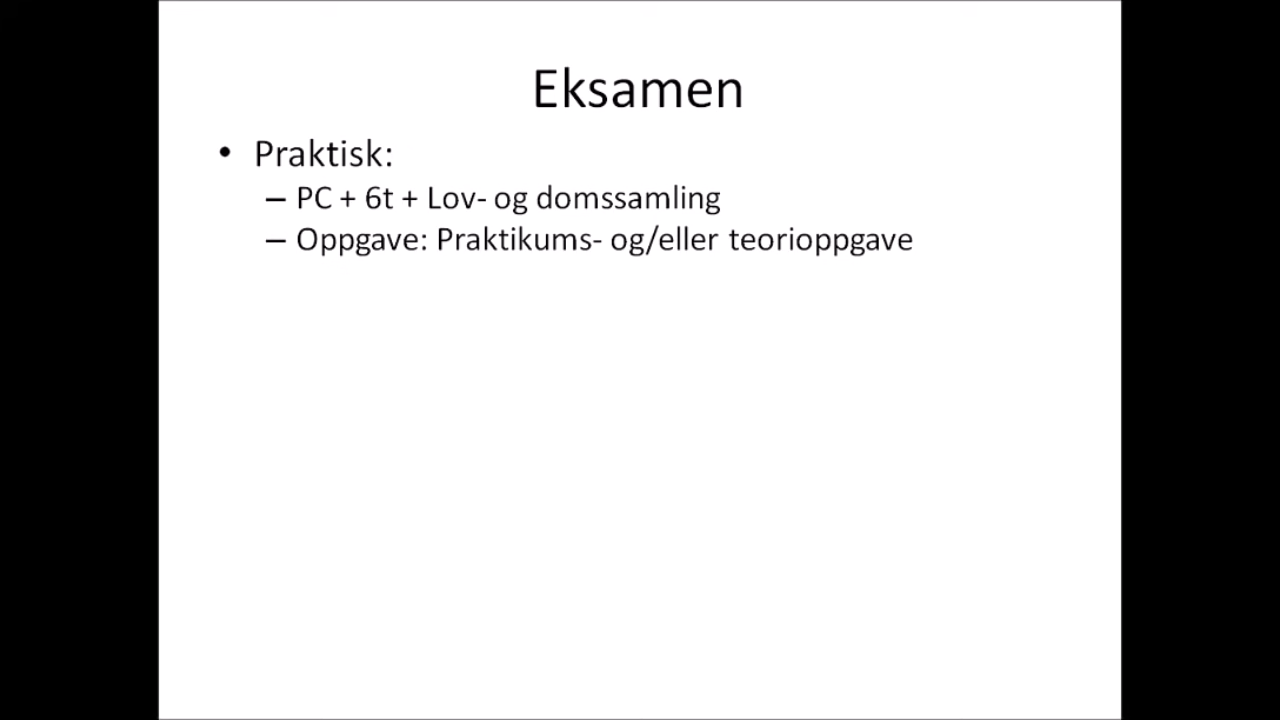 Eksamen
• Praktisk:
– PC + 6t + Lov- og domssamling
– Oppgave: Praktikums- og/eller teorioppgave